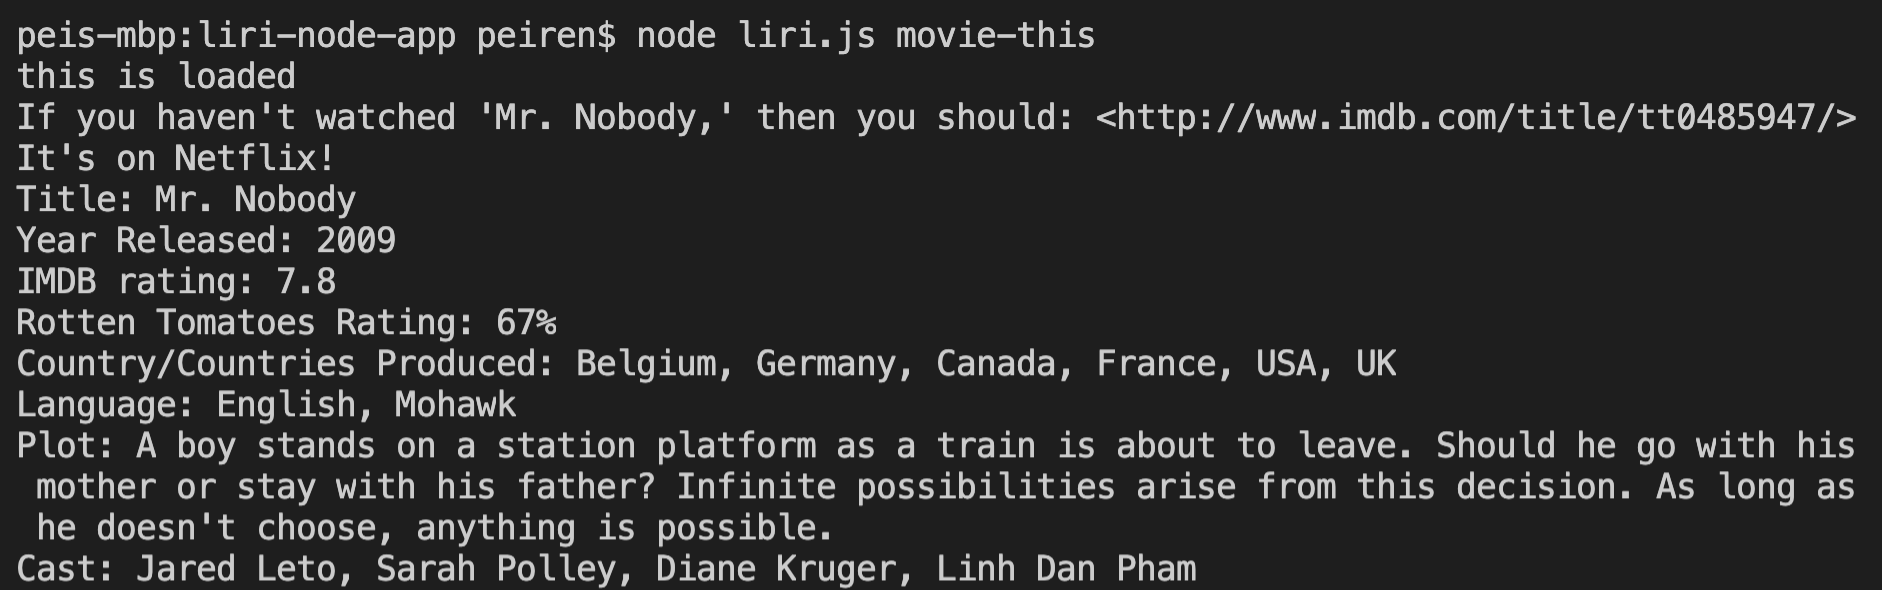 peis-mbp:liri-node-app peiren$ node liri.js movie-this
this is loaded
If you haven't watched 'Mr. Nobody,' then you should: <http://www.imdb.com/title/tt0485947/>
It's on Netflix!
Title: Mr. Nobody
Year Released: 2009
IMDB rating: 7.8
Rotten Tomatoes Rating: 67%
Country/Countries Produced: Belgium, Germany, Canada, France, USA, UK
Language: English, Mohawk
Plot: A boy stands on a station platform as a train is about to leave. Should he go with his
mother or stay with his father? Infinite possibilities arise from this decision. As long as
he doesn't choose, anything is possible.
Cast: Jared Leto, Sarah Polley, Diane Kruger, Linh Dan Pham